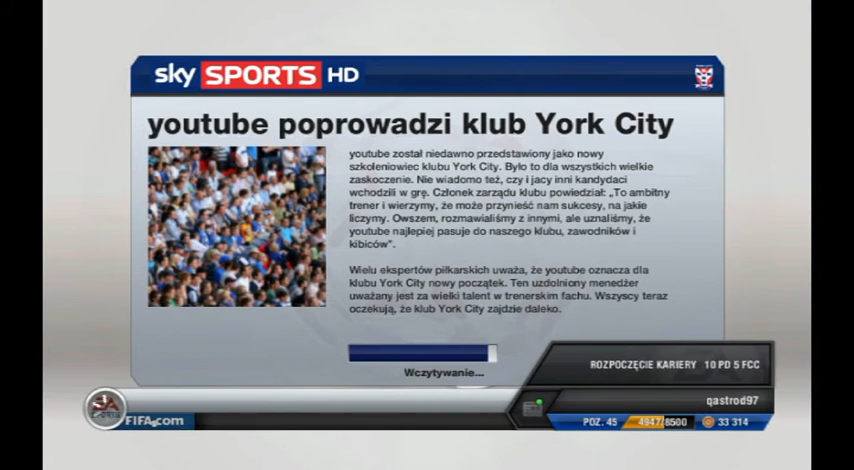 sky SPORTS HD
youtube poprowadzi klub York City
youtube został niedawno przedstawiony jako nowy
szkoleniowiec klubu York City. Było to dla wszystkich wielkie
zaskoczenie. Nie wiadomo też, czy i jacy inni kandydaci
wchodzili w grę. Członek zarządu klubu powiedział: „To ambitny
trener i wierzymy, że może przynieść nam sukcesy, na jakie
liczymy. Owszem, rozmawialiśmy z innymi, ale uznaliśmy, że
youtube najlepiej pasuje do naszego klubu, zawodników i
kibiców”.
Wielu ekspertów piłkarskich uważa, że youtube oznacza dla
klubu York City nowy początek. Ten uzdolniony menedżer
uważany jest za wielki talent w trenerskim fachu. Wszyscy teraz
oczekują, że klub York City zajdzie daleko.
Wczytywanie...
ROZPOCZĘCIE KARIERY 10 PD 5 FCC
qastrod97
EA SPORTS
FIFA.com
POZ. 45 4947/8500 33 314